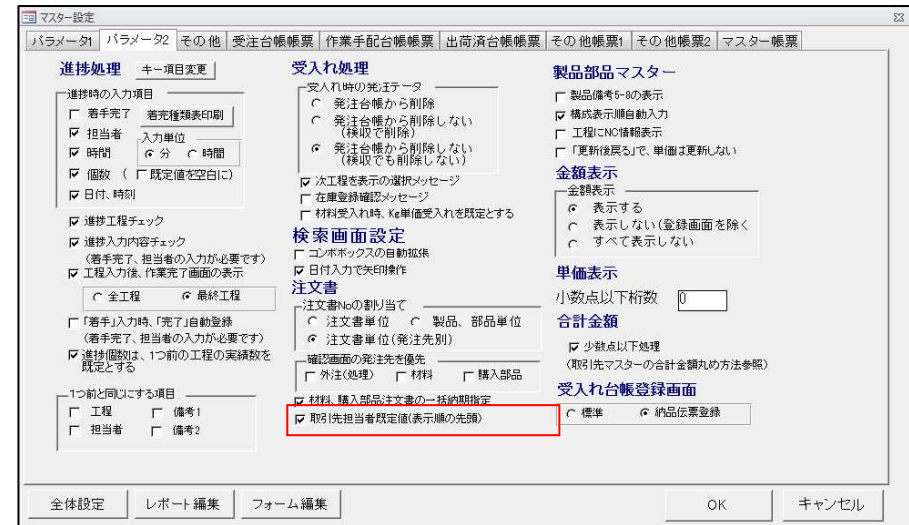 マスター設定
パラメータ1 パラメータ2 その他 受注台帳帳票 作業手配台帳帳票 出荷済台帳帳票 その他帳票1 その他帳票2 マスター帳票
進捗処理 キー項目変更
進捗時の入力項目
着手完了 着完種類表印刷
担当者 入力単位
時間 分 時間
個数 ( 既定値を空白に)
日付、時刻
進捗工程チェック
進捗入力内容チェック
(着手完了、担当者の入力が必要です)
工程入力後、作業完了画面の表示
全工程 最終工程
「着手」入力時、「完了」自動登録
(着手完了、担当者の入力が必要です)
進捗個数は、1つ前の工程の実績数を
既定とする
1つ前と同じにする項目
工程 備考1
担当者 備考2
受入れ処理
受入れ時の発注データ
発注台帳から削除
発注台帳から削除しない
(検収で削除)
発注台帳から削除しない
(検収でも削除しない)
次工程を表示の選択メッセージ
在庫登録確認メッセージ
材料受入れ時、Kg単価受入れを既定とする
検索画面設定
コンボボックスの自動拡張
日付入力で矢印操作
注文書
注文書Noの割り当て
注文書単位 製品、部品単位
注文書単位(発注先別)
確認画面の発注先を優先
外注(処理) 材料 購入部品
材料、購入部品注文書の一括納期指定
取引先担当者既定値(表示順の先頭)
製品部品マスター
製品備考5-8の表示
構成表示順自動入力
工程にNC情報表示
「更新後戻る」で、単価は更新しない
金額表示
金額表示
表示する
表示しない(登録画面を除く
すべて表示しない
単価表示
小数点以下桁数 0
合計金額
少数点以下処理
(取引先マスターの合計金額丸め方法参照)
受入れ台帳登録画面
標準 納品伝票登録
全体設定 レポート編集 フォーム編集 OK キャンセル